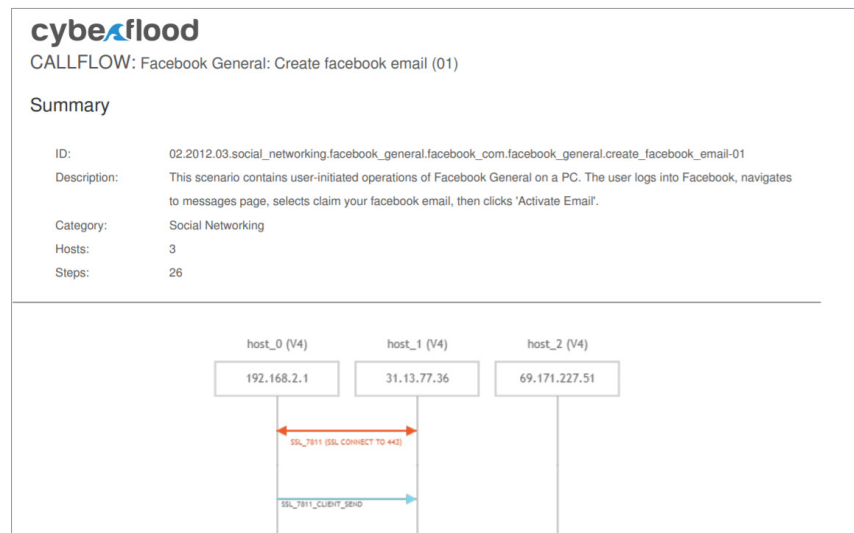 cyberflood
CALLFLOW: Facebook General: Create facebook email (01)
Summary
ID: 02.2012.03.social_networking.facebook_general.facebook_com.facebook_general.create_facebook_email-01
Description: This scenario contains user-initiated operations of Facebook General on a PC. The user logs into Facebook, navigates
to messages page, selects claim your facebook email, then clicks 'Activate Email'.
Category: Social Networking
Hosts: 3
Steps: 26
host_0 (V4) host_1 (V4) host_2 (V4)
192.168.2.1 31.13.77.36 69.171.227.51
SSL_7811 (SSL CONNECT TO 443)
SSL_7811_CLIENT_SEND